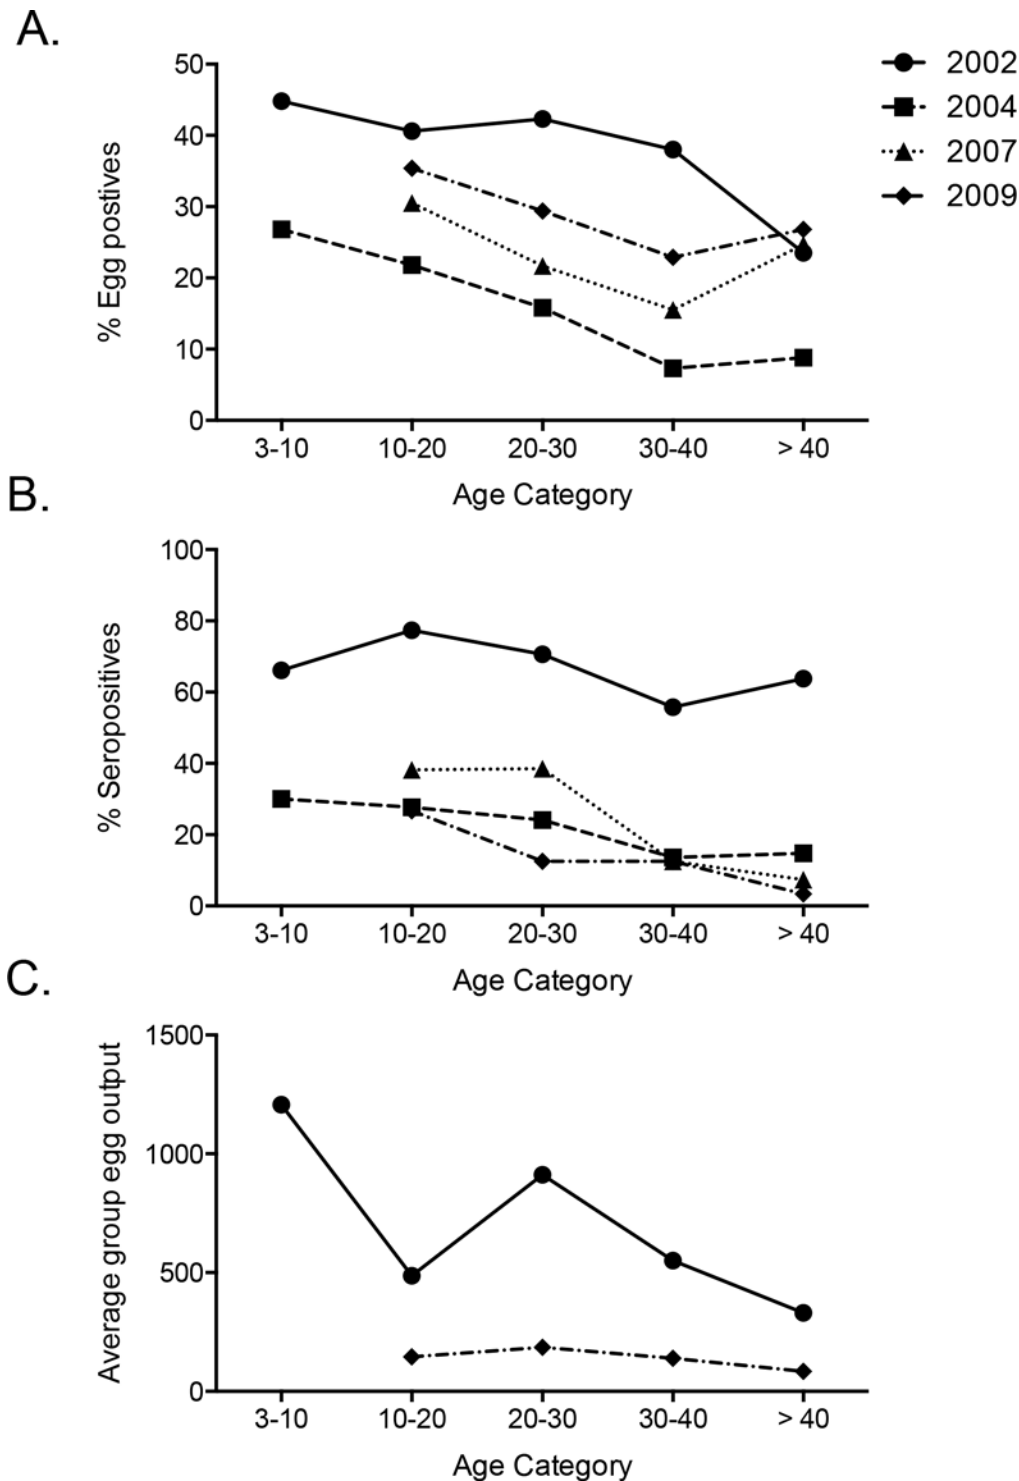 A.
2002
2004
2007
2009
% Egg postives
50
40
30
20
10
0
3-10 10-20 20-30 30-40 > 40
Age Category
B.
% Seropositives
100
80
60
40
20
0
3-10 10-20 20-30 30-40 > 40
Age Category
C.
Average group egg output
1500
1000
500
0
3-10 10-20 20-30 30-40 > 40
Age Category